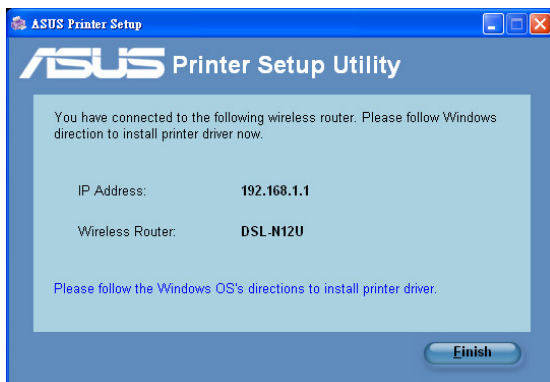 ASUS Printer Setup
ASUS Printer Setup Utility
You have connected to the following wireless router. Please follow Windows
direction to install printer driver now.
IP Address: 192.168.1.1
Wireless Router: DSL-N12U
Please follow the Windows OS's directions to install printer driver.
Finish